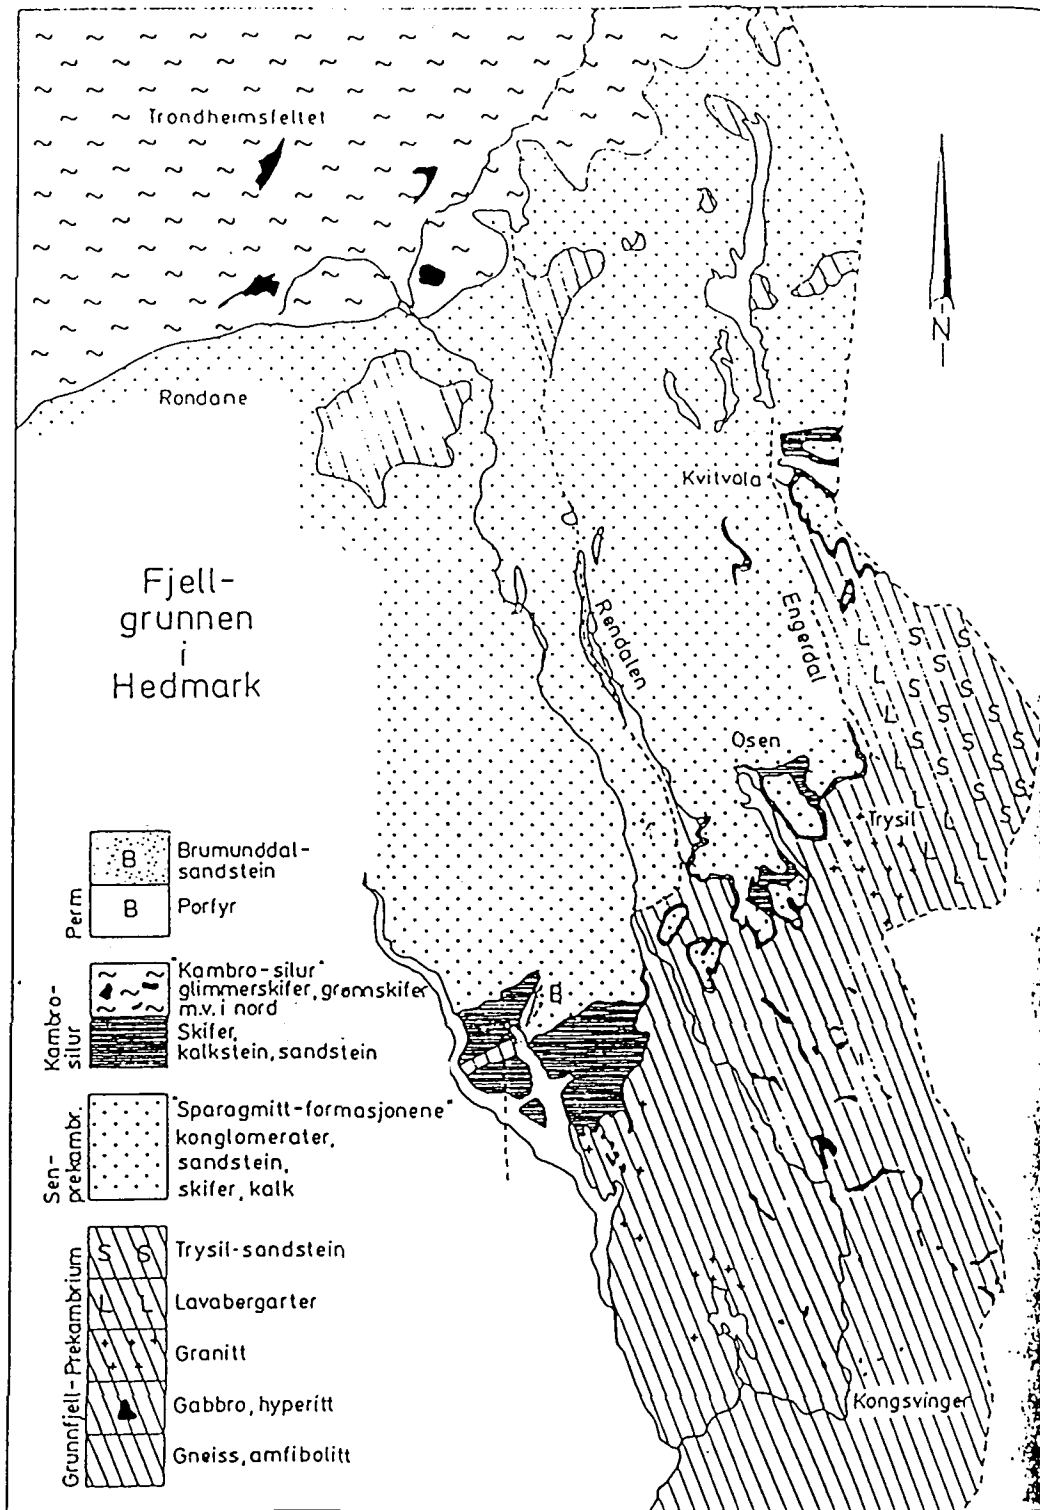 Trondheimsfeltet
N
Rondane
Kvitvola
Fjell-
grunnen
i
Hedmark
Rendalen
Engerdal
L S S
S
L S S
L S S
S S S
L S S
L L S
Osen
Trysil
L L
L
B
Perm
B Brumunddal-
sandstein
B Porfyr
Kambro-
silur
"Kambro-silur"
glimmerskifer, grønnskifer
m.v. i nord
Skifer,
kalkstein, sandstein
Sen-
prekambr.
"Sparagmitt-formasjonene"
konglomerater,
sandstein,
skifer, kalk
Grunnfjell-Prekambrium
S S Trysil-sandstein
L L Lavabergarter
Granitt
Gabbro, hyperitt
Gneiss, amfibolitt
Kongsvinger